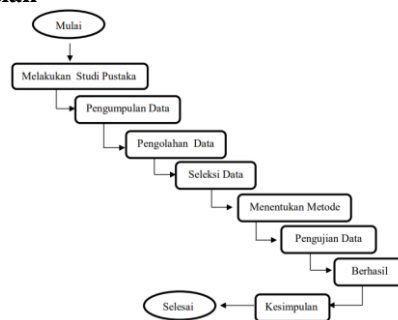 Mulai
Melakukan Studi Pustaka
Pengumpulan Data
Pengolahan Data
Seleksi Data
Menentukan Metode
Pengujian Data
Berhasil
Kesimpulan
Selesai